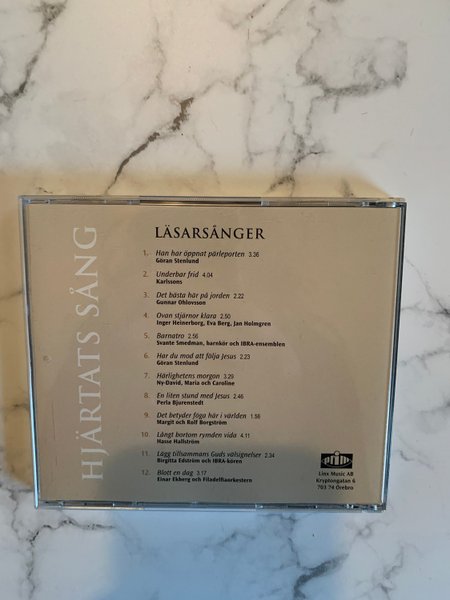 HJÄRTATS SÅNG
LÄSARSÅNGER
1. Han har öppnat pärleporten 3.36
Göran Stenlund
2. Underbar frid 4.04
Karlssons
3. Det bästa här på jorden 2.22
Gunnar Ohlovsson
4. Ovan stjärnor klara 2.50
Inger Heinerborg, Eva Berg, Jan Holmgren
5. Barnatro 2.56
Svante Smedman, barnkör och IBRA-ensemblen
6. Har du mod att följa Jesus 2.23
Göran Stenlund
7. Härlighetens morgon 3.29
Ny-David, Maria och Caroline
8. En liten stund med Jesus 2.46
Perla Bjurenstedt
9. Det betyder föga här i världen 1.58
Margit och Rolf Borgström
10. Långt bortom rymden vida 4.11
Hasse Hallström
11. Lägg tillsammans Guds välsignelser 2.34
Birgitta Edström och IBRA-kören
12. Blott en dag 3.17
Einar Ekberg och Filadelfiaorkestern
prim
Linx Music AB
Kryptongatan 6
703 74 Örebro